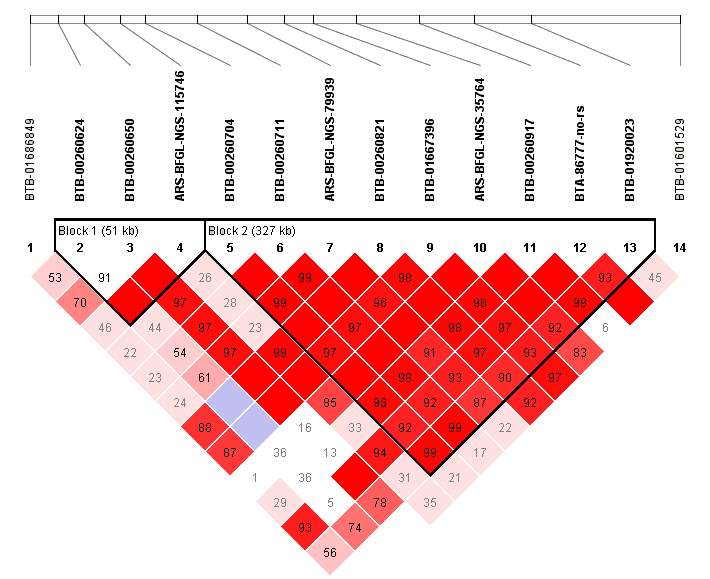 BTB-01686849
BTB-00260624
BTB-00260650
ARS-BFGL-NGS-115746
BTB-00260704
BTB-00260711
ARS-BFGL-NGS-79939
BTB-00260821
BTB-01667396
ARS-BFGL-NGS-35764
BTB-00260917
BTA-86777-no-rs
BTB-01920023
BTB-01601529
Block 1 (51 kb) Block 2 (327 kb)
1 2 3 4 5 6 7 8 9 10 11 12 13 14
53 91 26 99 98 93 45
70 97 28 99 96 98 99
46 44 97 23 97 98 97 92 6
22 54 97 99 97 91 97 93 83
23 61 98 93 90 97
24 85 98 92 87 92
88 16 33 92 99 22
87 36 13 94 99 17
1 36 31 21
29 5 78 35
93 74
56